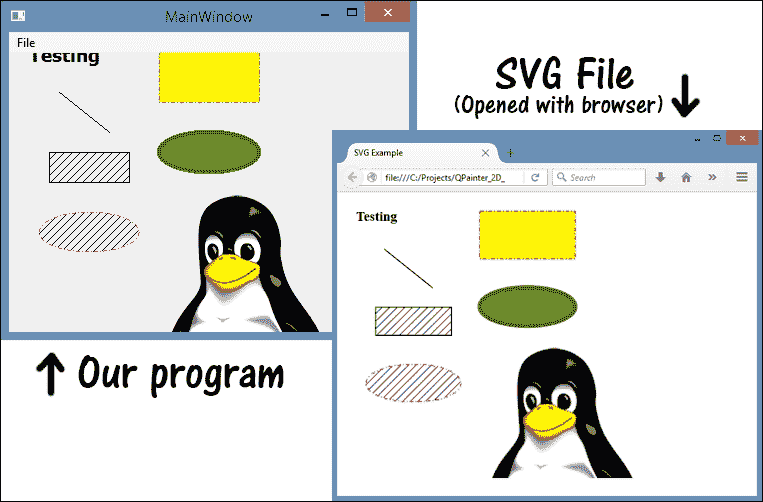 MainWindow
File
Testing
SVG File
(Opened with browser)
SVG Example
file:///C:/Projects/QPainter_2D_
Search
Testing
Our program